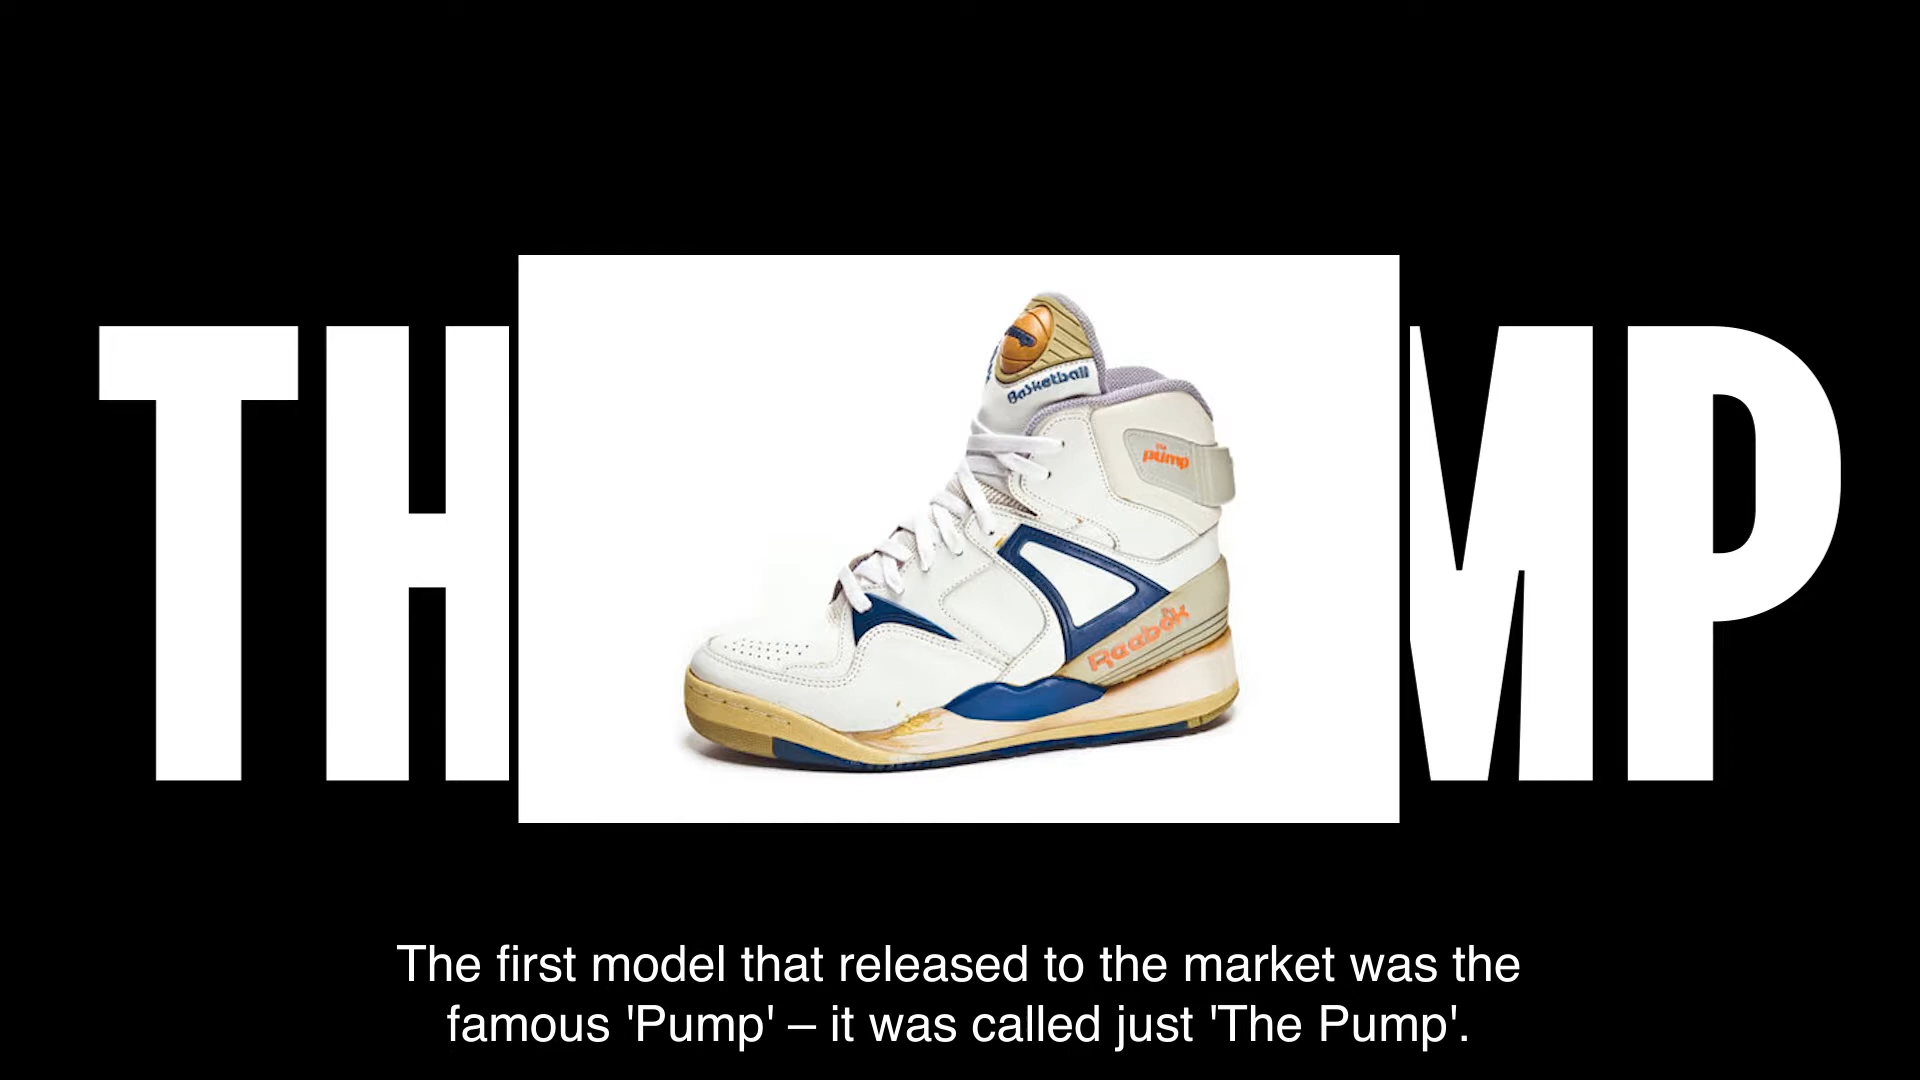 TH MP
Basketball
the
pump
Reebok
The first model that released to the market was the
famous 'Pump' – it was called just 'The Pump'.